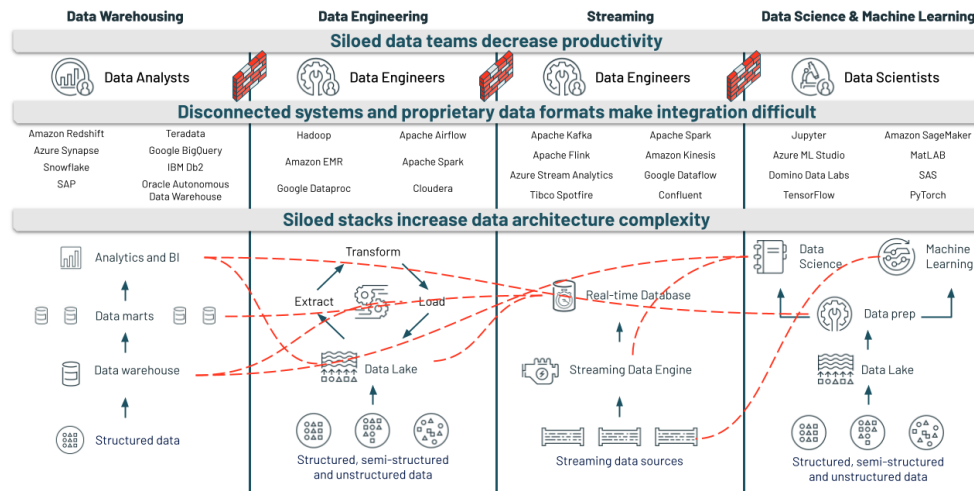 Data Warehousing
Data Engineering
Streaming
Data Science & Machine Learning
Siloed data teams decrease productivity
Data Analysts
Data Engineers
Data Engineers
Data Scientists
Disconnected systems and proprietary data formats make integration difficult
Amazon Redshift
Teradata
Azure Synapse
Google BigQuery
Snowflake
IBM Db2
SAP
Oracle Autonomous
Data Warehouse
Hadoop
Apache Airflow
Amazon EMR
Apache Spark
Google Dataproc
Cloudera
Apache Kafka
Apache Spark
Apache Flink
Amazon Kinesis
Azure Stream Analytics
Google Dataflow
Tibco Spotfire
Confluent
Jupyter
Amazon SageMaker
Azure ML Studio
MatLAB
Domino Data Labs
SAS
TensorFlow
PyTorch
Siloed stacks increase data architecture complexity
Analytics and BI
Data marts
Data warehouse
Structured data
Transform
Extract
Load
Data Lake
Structured, semi-structured
and unstructured data
Real-time Database
Streaming Data Engine
Streaming data sources
Data
Science
Machine
Learning
Data prep
Data Lake
Structured, semi-structured
and unstructured data